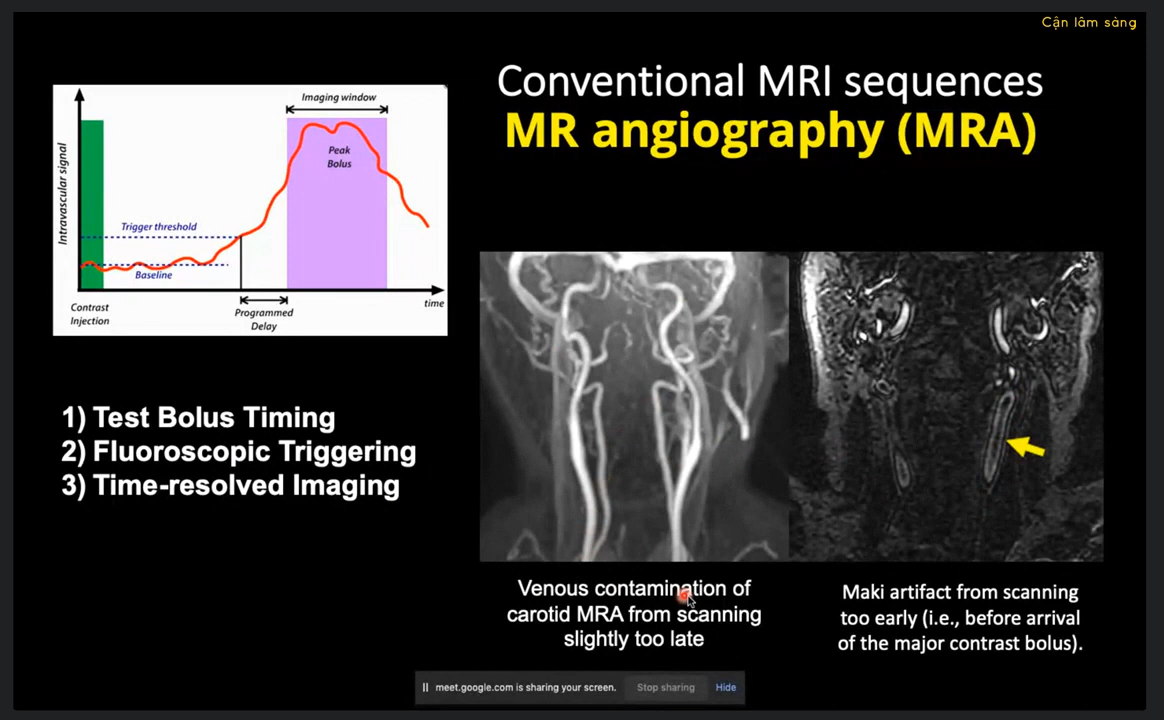 Cận lâm sàng
Conventional MRI sequences
MR angiography (MRA)
Imaging window
Peak
Bolus
Intravascular signal
Trigger threshold
Baseline
time
Contrast
Injection
Programmed
Delay
1) Test Bolus Timing
2) Fluoroscopic Triggering
3) Time-resolved Imaging
Venous contamination of
carotid MRA from scanning
slightly too late
Maki artifact from scanning
too early (i.e., before arrival
of the major contrast bolus).
meet.google.com is sharing your screen.
Stop sharing
Hide